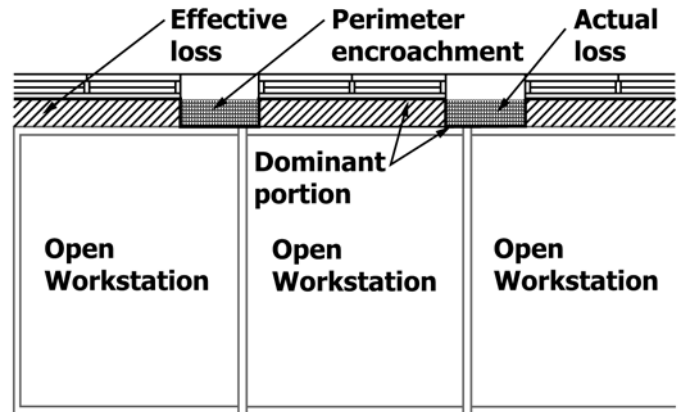 Effective
loss
Perimeter
encroachment
Actual
loss
Dominant
portion
Open
Workstation
Open
Workstation
Open
Workstation